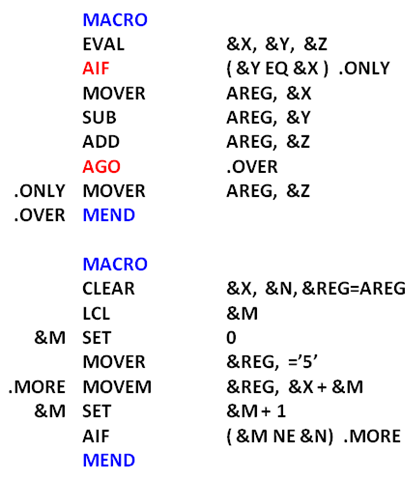 MACRO
EVAL &X, &Y, &Z
AIF ( &Y EQ &X ) .ONLY
MOVER AREG, &X
SUB AREG, &Y
ADD AREG, &Z
AGO .OVER
.ONLY MOVER AREG, &Z
.OVER MEND
MACRO
CLEAR &X, &N, &REG=AREG
LCL &M
&M SET 0
MOVER &REG, =’5’
.MORE MOVEM &REG, &X + &M
&M SET &M + 1
AIF ( &M NE &N) .MORE
MEND